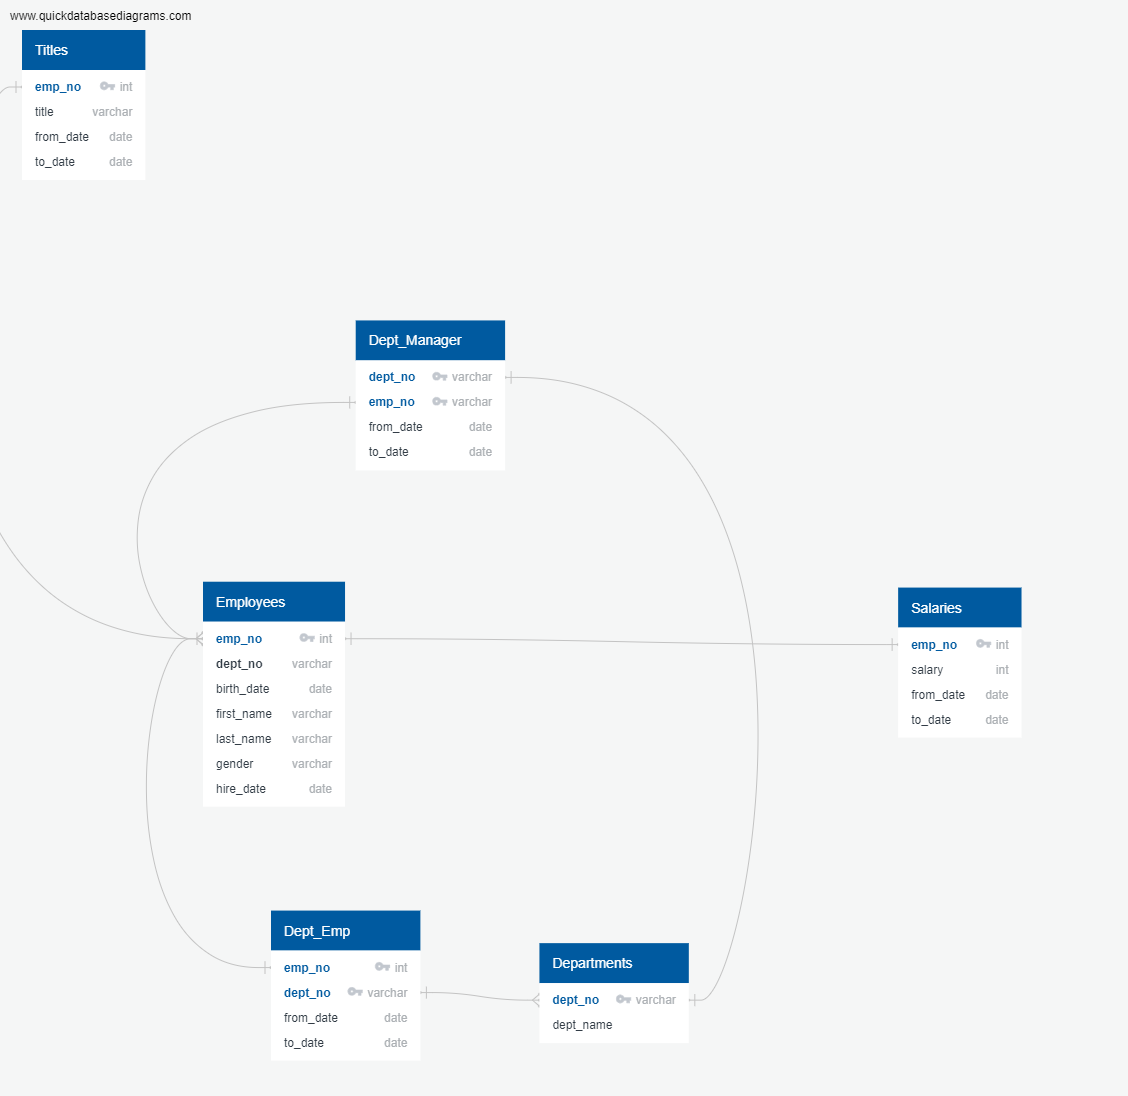 www.quickdatabasediagrams.com
Titles
emp_no int
title varchar
from_date date
to_date date
Dept_Manager
dept_no varchar
emp_no varchar
from_date date
to_date date
Employees
emp_no int
dept_no varchar
birth_date date
first_name varchar
last_name varchar
gender varchar
hire_date date
Salaries
emp_no int
salary int
from_date date
to_date date
Dept_Emp
emp_no int
dept_no varchar
from_date date
to_date date
Departments
dept_no varchar
dept_name